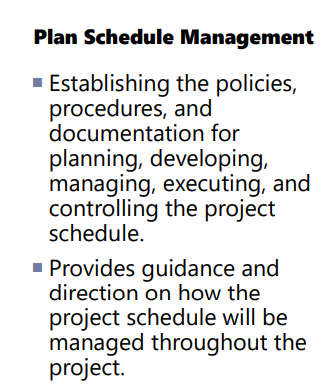 Plan Schedule Management
■ Establishing the policies,
procedures, and
documentation for
planning, developing,
managing, executing, and
controlling the project
schedule.
■ Provides guidance and
direction on how the
project schedule will be
managed throughout the
project.